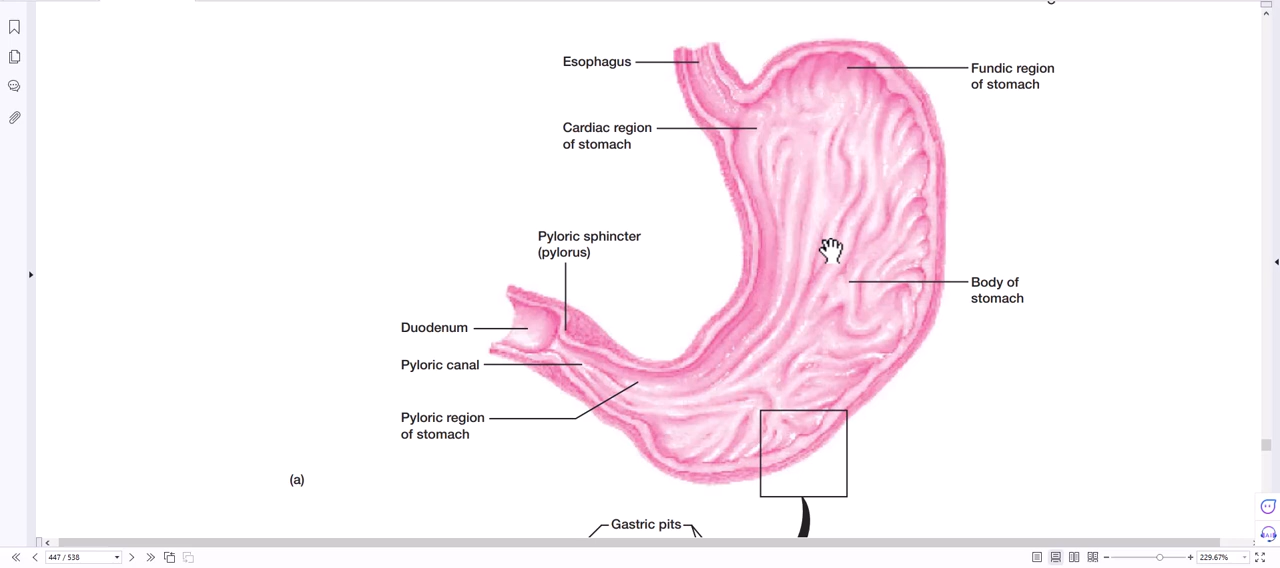 Esophagus
Fundic region
of stomach
Cardiac region
of stomach
Pyloric sphincter
(pylorus)
Body of
stomach
Duodenum
Pyloric canal
Pyloric region
of stomach
(a)
Gastric pits
447 / 538
229.67%